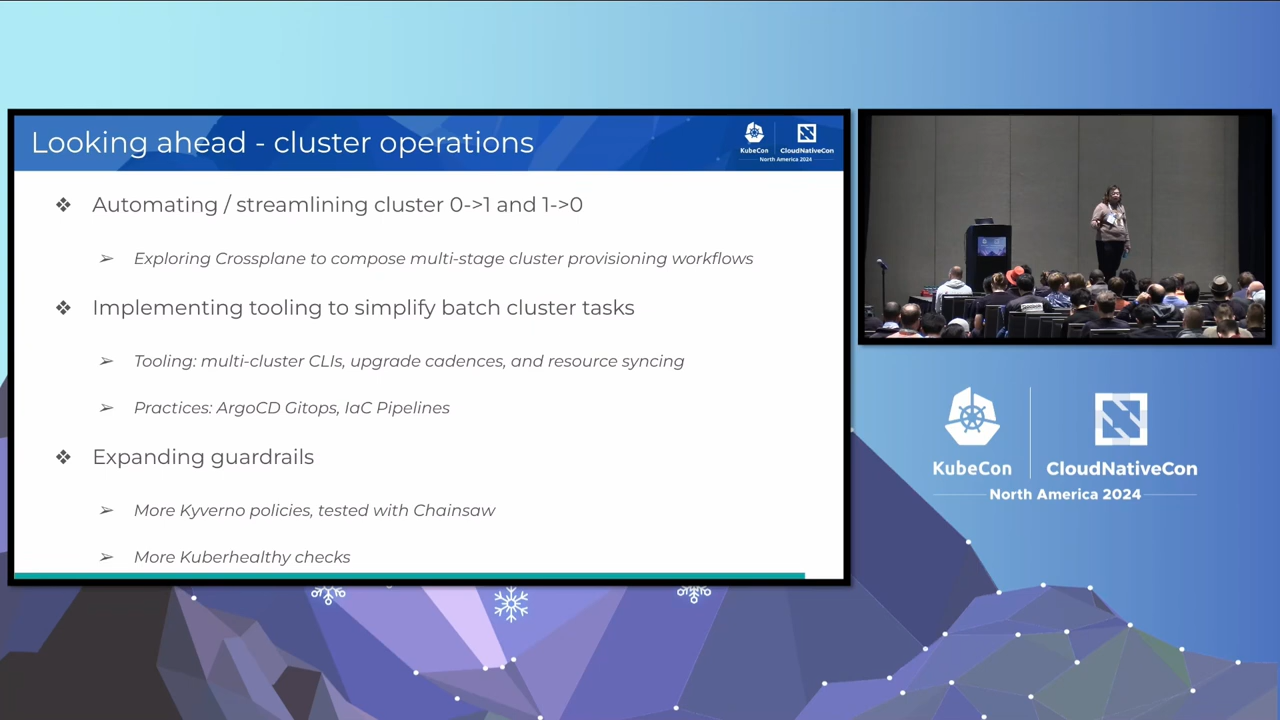 Looking ahead - cluster operations
KubeCon
CloudNativeCon
North America 2024
❖ Automating / streamlining cluster 0->1 and 1->0
➢ Exploring Crossplane to compose multi-stage cluster provisioning workflows
❖ Implementing tooling to simplify batch cluster tasks
➢ Tooling: multi-cluster CLIs, upgrade cadences, and resource syncing
➢ Practices: ArgoCD Gitops, IaC Pipelines
❖ Expanding guardrails
➢ More Kyverno policies, tested with Chainsaw
➢ More Kuberhealthy checks
KubeCon
CloudNativeCon
North America 2024